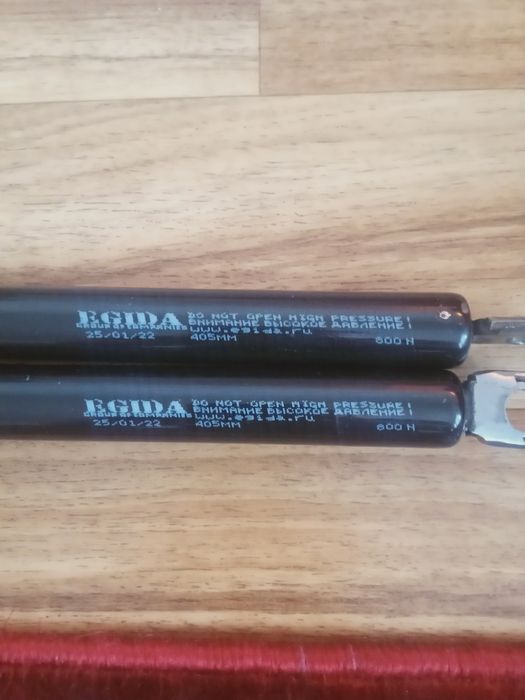 EGIDA
GROUP OF COMPANIES
25/01/22
DO NOT OPEN HIGH PRESSURE!
ВНИМАНИЕ ВЫСОКОЕ ДАВЛЕНИЕ!
www.egida.ru
405MM
800 N
EGIDA
GROUP OF COMPANIES
25/01/22
DO NOT OPEN HIGH PRESSURE!
ВНИМАНИЕ ВЫСОКОЕ ДАВЛЕНИЕ!
www.egida.ru
405MM
800 N